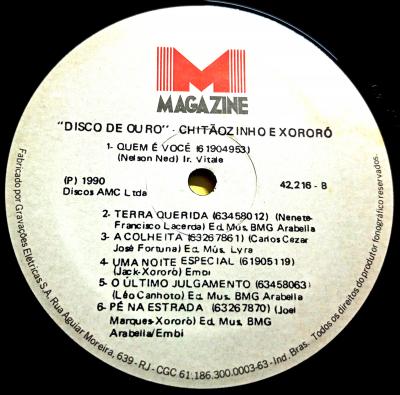 M
MAGAZINE
"DISCO DE OURO" - CHITÃOZINHO E XORORÔ
1- QUEM É VOCÊ (61904953)
(Nelson Ned) Ir. Vitale
(P) 1990
Discos AMC Ltda
42,216 - B
2- TERRA QUERIDA (63458012) (Nenete-
Francisco Lacerda) Ed. Mús. BMG Arabella
3- A COLHEITA (63267861) (Carlos Cezar
José Fortuna) Ed. Mús, Lyra
4- UMA NOITE ESPECIAL (61905119)
(Jack-Xororô) Embi
5- O ÚLTIMO JULGAMENTO (63458063)
(Léo Canhoto) Ed. Mus, BMG Arabella
6- PÉ NA ESTRADA (63267870) (Joel
Marques-Xororô) Ed. Mus. BMG
Arabella/Embi
Fabricado por Gravações Elétricas S.A. Rua Aguiar Moreira, 639 - RJ - CGC 61.186.300.0003-63 - Ind. Bras. Todos os direitos do produtor fonográfico reservados.